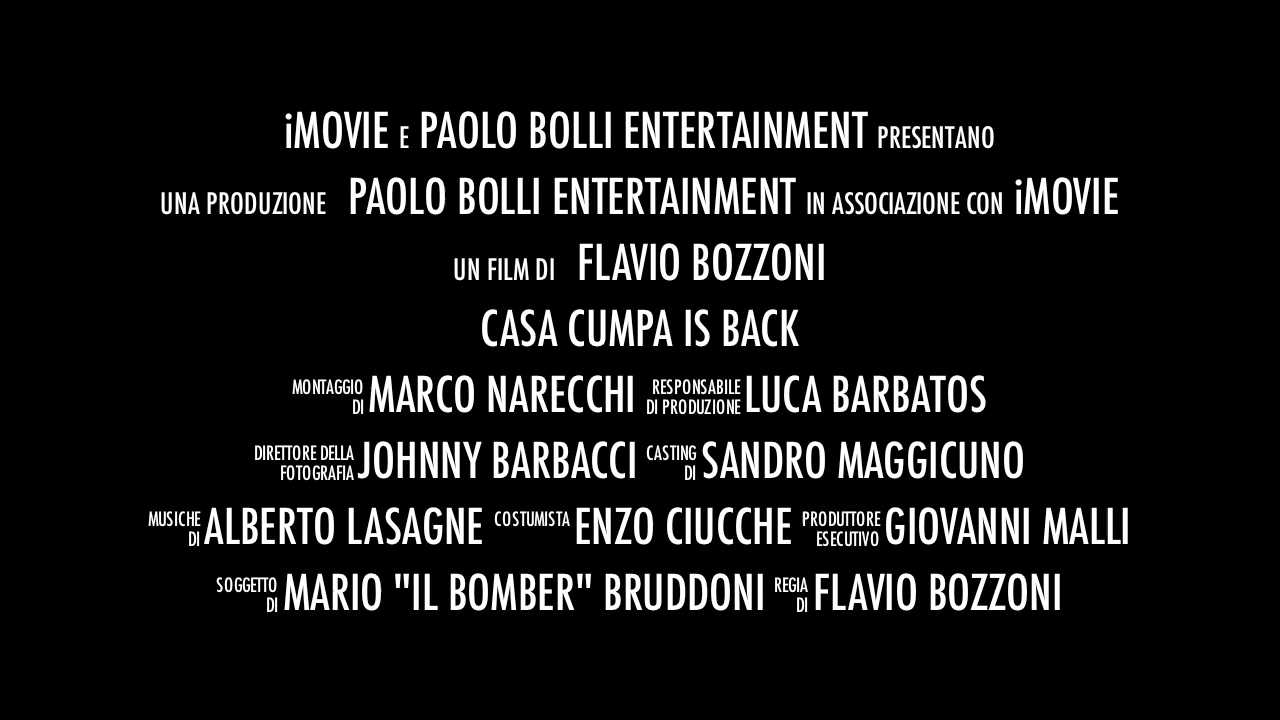 iMOVIE E PAOLO BOLLI ENTERTAINMENT PRESENTANO
UNA PRODUZIONE PAOLO BOLLI ENTERTAINMENT IN ASSOCIAZIONE CON iMOVIE
UN FILM DI FLAVIO BOZZONI
CASA CUMPA IS BACK
MONTAGGIO DI MARCO NARECCHI RESPONSABILE DI PRODUZIONE LUCA BARBATOS
DIRETTORE DELLA FOTOGRAFIA JOHNNY BARBACCI CASTING DI SANDRO MAGGICUNO
MUSICHE DI ALBERTO LASAGNE COSTUMISTA ENZO CIUCCHE PRODUTTORE ESECUTIVO GIOVANNI MALLI
SOGGETTO DI MARIO "IL BOMBER" BRUDDONI REGIA DI FLAVIO BOZZONI